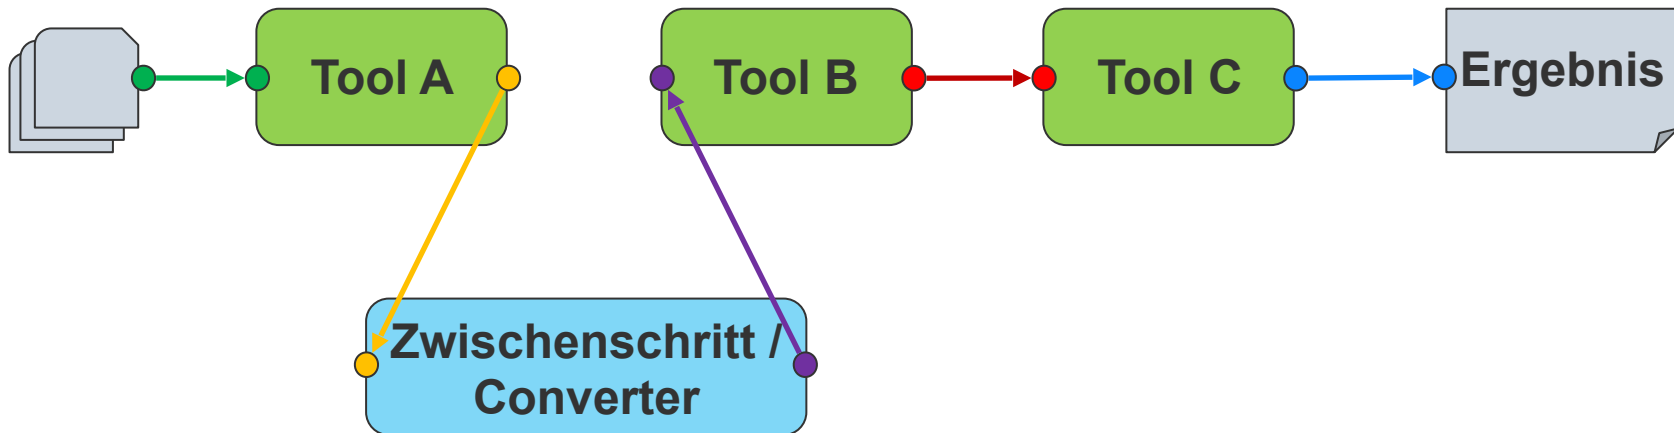 Tool A
Tool B
Tool C
Ergebnis
Zwischenschritt /
Converter